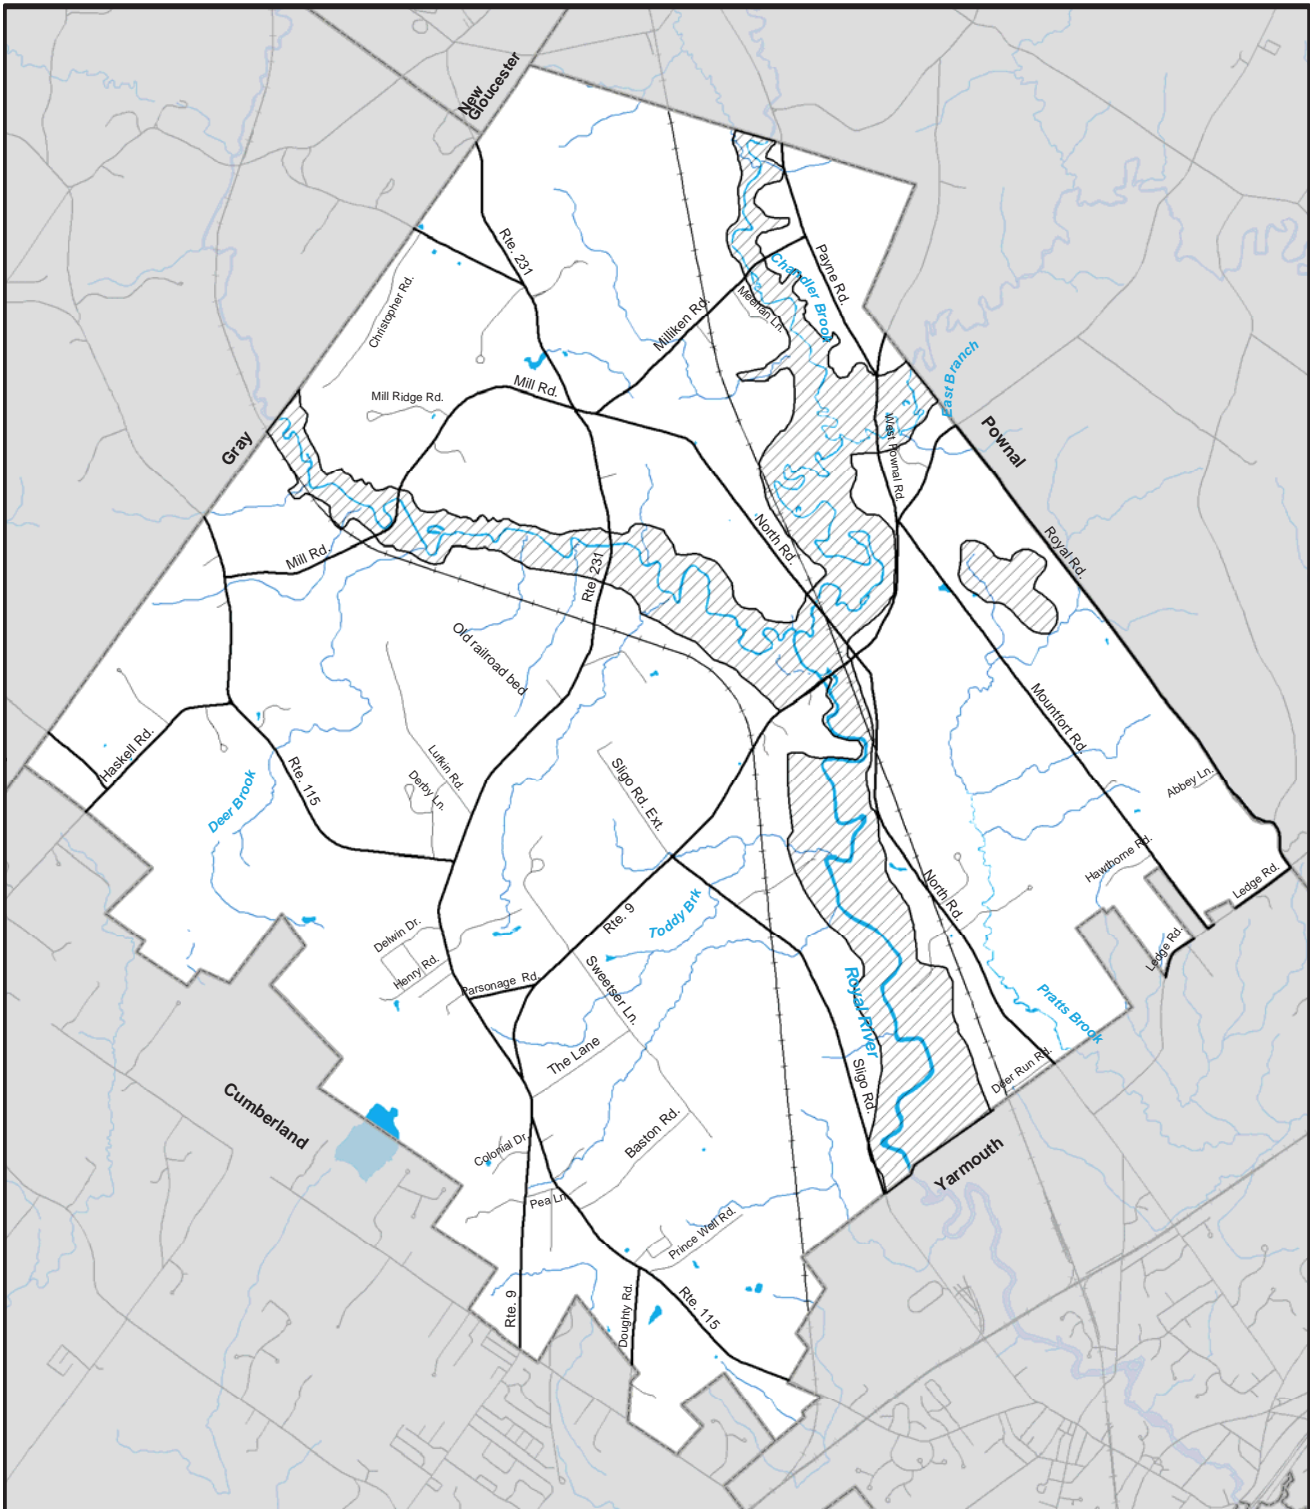 New
Gloucester
Rte. 231
Christopher Rd.
Payne Rd.
Chandler Brook
Meehan Ln.
Milliken Rd.
East Branch
Mill Rd.
Mill Ridge Rd.
Gray
West Pownal Rd.
Pownal
North Rd.
Royal Rd.
Mill Rd.
Rte. 231
Old railroad bed
Mountfort Rd.
Haskell Rd.
Lufkin Rd.
Sligo Rd. Ext.
Derby Ln.
Rte. 115
Deer Brook
Abbey Ln.
Hawthorne Rd.
Ledge Rd.
North Rd.
Toddy Brk
Rte. 9
Delwin Dr.
Henry Rd.
Ledge Rd.
Parsonage Rd.
Sweetser Ln.
Royal River
Pratts Brook
The Lane
Sligo Rd.
Deer Run Rd.
Cumberland
Baston Rd.
Colonial Dr.
Yarmouth
Pea Ln.
Prince Well Rd.
Rte. 9
Doughty Rd.
Rte. 115